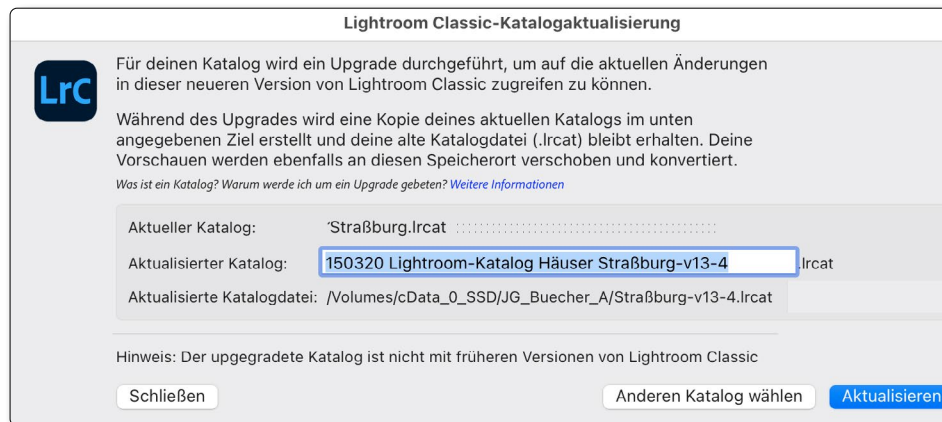 Lightroom Classic-Katalogaktualisierung
LrC
Für deinen Katalog wird ein Upgrade durchgeführt, um auf die aktuellen Änderungen
in dieser neueren Version von Lightroom Classic zugreifen zu können.
Während des Upgrades wird eine Kopie deines aktuellen Katalogs im unten
angegebenen Ziel erstellt und deine alte Katalogdatei (.lrcat) bleibt erhalten. Deine
Vorschauen werden ebenfalls an diesen Speicherort verschoben und konvertiert.
Was ist ein Katalog? Warum werde ich um ein Upgrade gebeten? Weitere Informationen
Aktueller Katalog: Straßburg.lrcat
Aktualisierter Katalog: 150320 Lightroom-Katalog Häuser Straßburg-v13-4 .lrcat
Aktualisierte Katalogdatei: /Volumes/cData_0_SSD/JG_Buecher_A/Straßburg-v13-4.lrcat
Hinweis: Der upgegradete Katalog ist nicht mit früheren Versionen von Lightroom Classic
Schließen Anderen Katalog wählen Aktualisieren